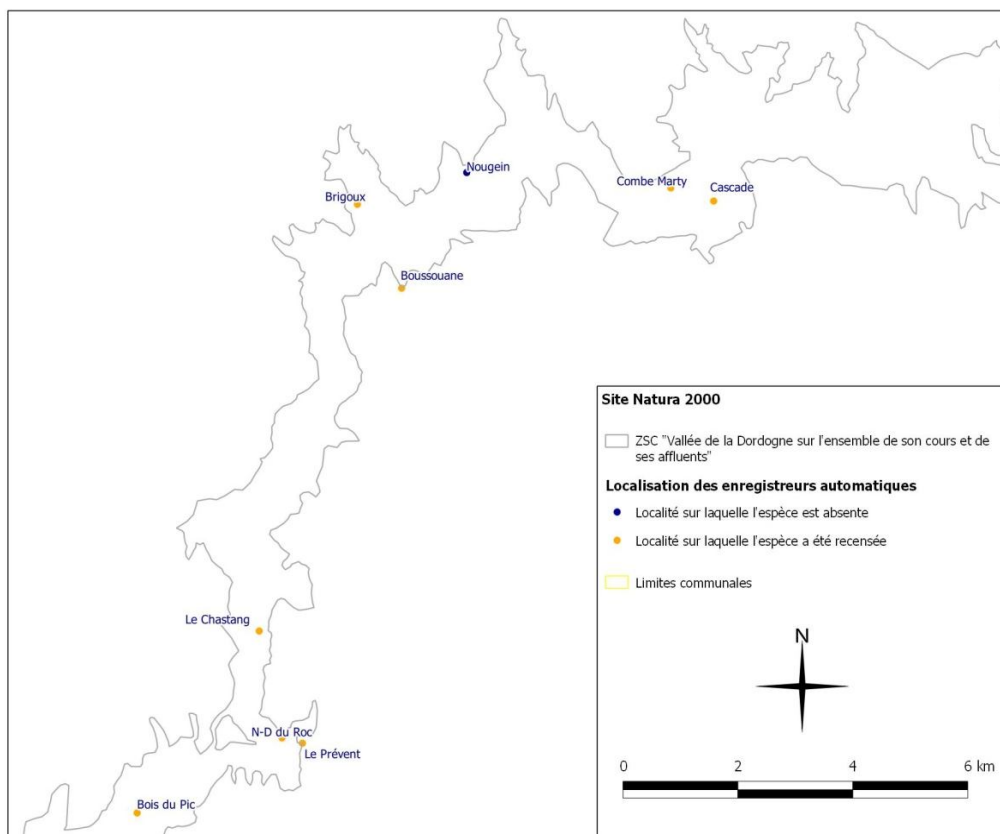 Nougein
Combe Marty
Cascade
Brigoux
Boussouane
Site Natura 2000
ZSC "Vallée de la Dordogne sur l'ensemble de son cours et de
ses affluents"
Localisation des enregistreurs automatiques
Localité sur laquelle l'espèce est absente
Localité sur laquelle l'espèce a été recensée
Limites communales
Le Chastang
N
N-D du Roc
Le Prévent
0 2 4 6 km
Bois du Pic